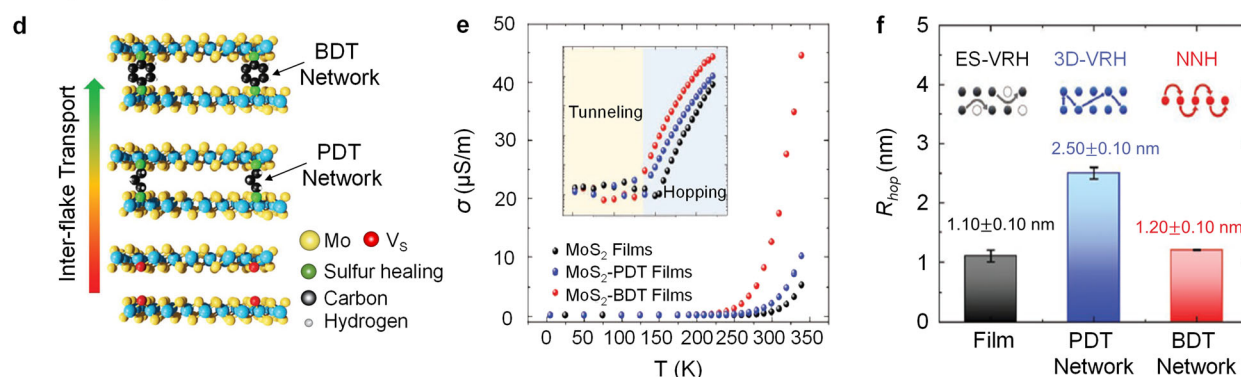 d
Inter-flake Transport
BDT
Network
PDT
Network
Mo
V_S
Sulfur healing
Carbon
Hydrogen
e
σ (µS/m)
50
40
30
20
10
0
Tunneling
Hopping
MoS₂ Films
MoS₂-PDT Films
MoS₂-BDT Films
0 50 100 150 200 250 300 350
T (K)
f
R_hop (nm)
5
4
3
2
1
0
ES-VRH 3D-VRH NNH
2.50±0.10 nm
1.10±0.10 nm
1.20±0.10 nm
Film
PDT
Network
BDT
Network